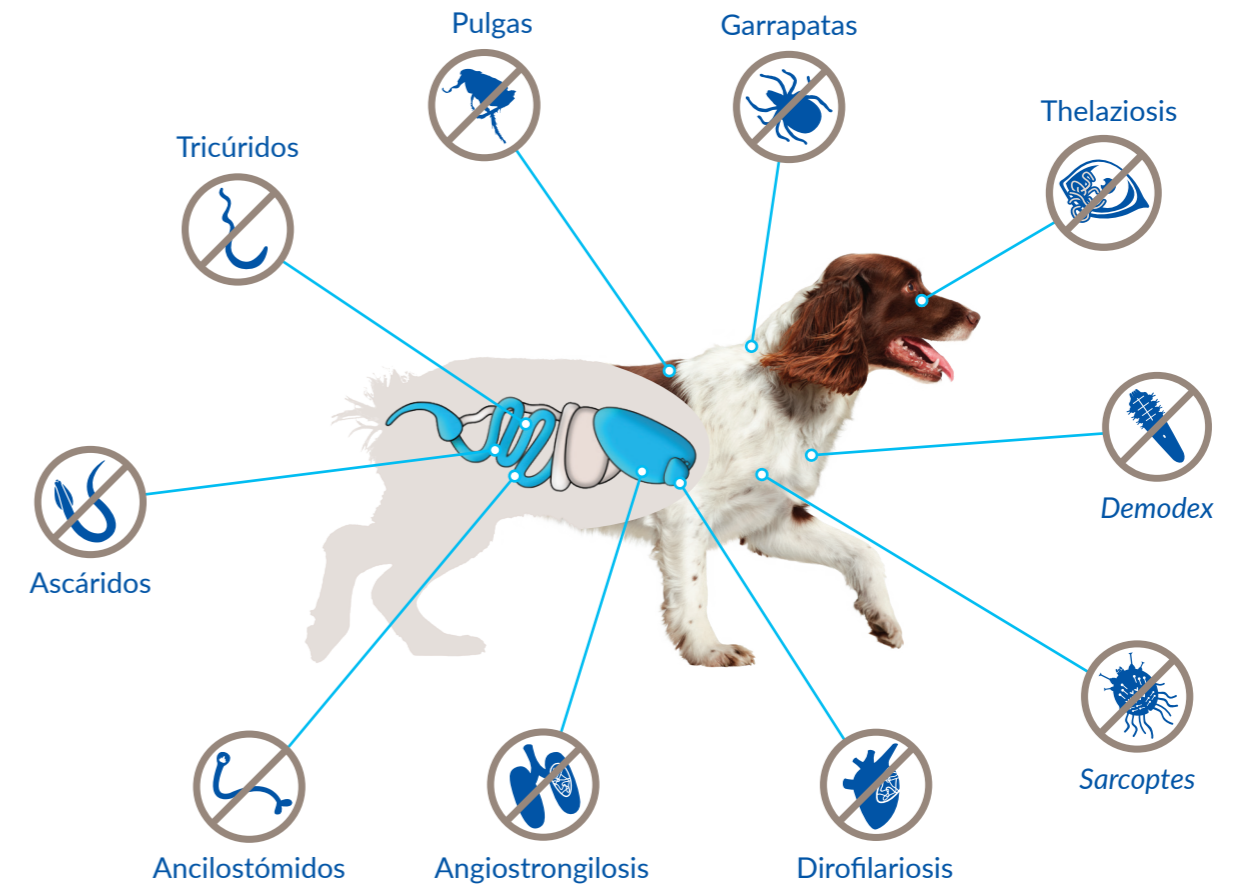 Pulgas
Garrapatas
Thelaziosis
Tricúridos
Demodex
Ascáridos
Sarcoptes
Ancilostómidos
Angiostrongilosis
Dirofilariosis